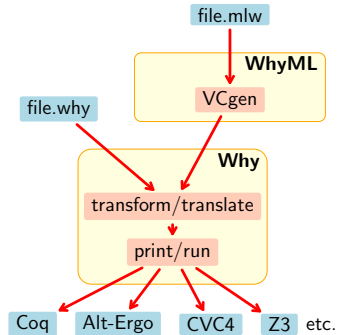 file.mlw
WhyML
VCgen
file.why
Why
transform/translate
print/run
Coq Alt-Ergo CVC4 Z3 etc.